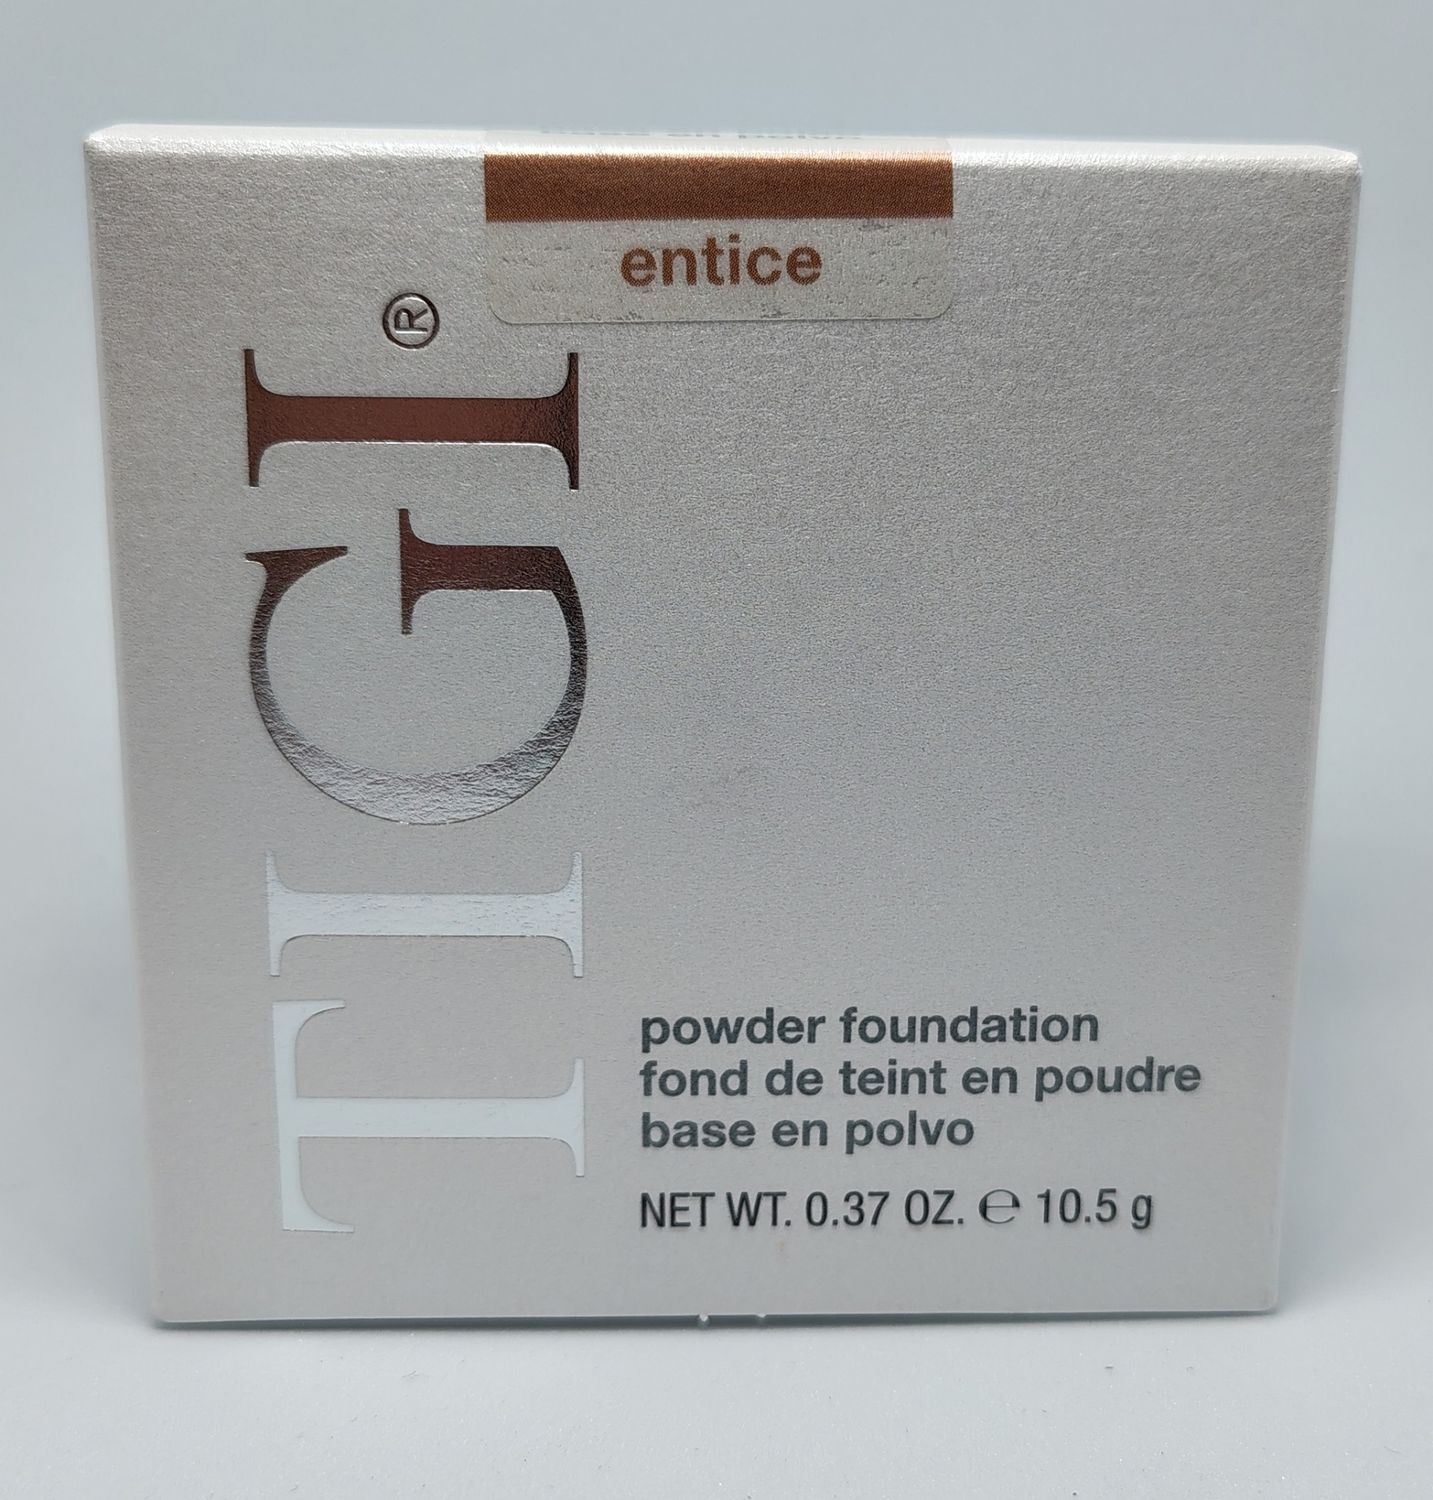 entice
TIGI®
powder foundation
fond de teint en poudre
base en polvo
NET WT. 0.37 OZ. ℮ 10.5 g